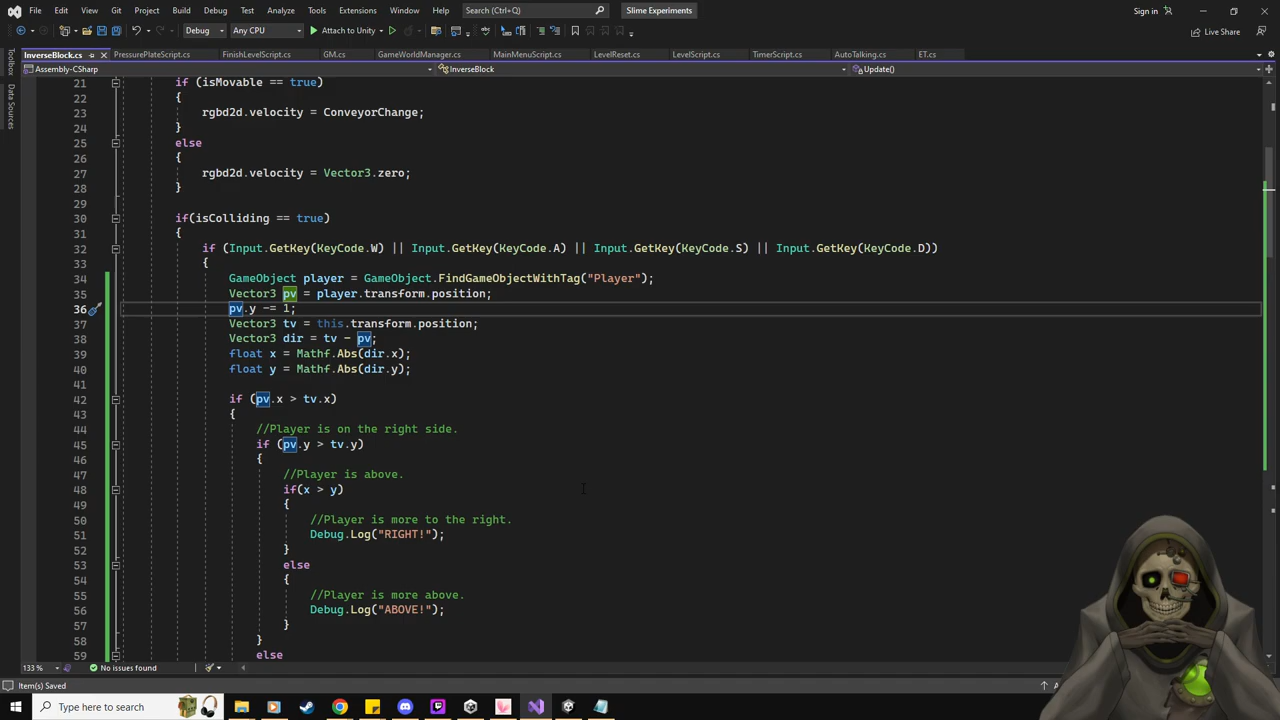 File Edit View Git Project Build Debug Test Analyze Tools Extensions Window Help Search (Ctrl+Q) Slime Experiments Sign in
Debug Any CPU Attach to Unity Live Share
InverseBlock.cs PressurePlateScript.cs FinishLevelScript.cs GM.cs GameWorldManager.cs MainMenuScript.cs LevelReset.cs LevelScript.cs TimerScript.cs AutoTalking.cs ET.cs
Assembly-CSharp InverseBlock Update()
Toolbox
Data Sources
21 if (isMovable == true)
22 {
23 rgbd2d.velocity = ConveyorChange;
24 }
25 else
26 {
27 rgbd2d.velocity = Vector3.zero;
28 }
29
30 if(isColliding == true)
31 {
32 if (Input.GetKey(KeyCode.W) || Input.GetKey(KeyCode.A) || Input.GetKey(KeyCode.S) || Input.GetKey(KeyCode.D))
33 {
34 GameObject player = GameObject.FindGameObjectWithTag("Player");
35 Vector3 pv = player.transform.position;
36 pv.y -= 1;
37 Vector3 tv = this.transform.position;
38 Vector3 dir = tv - pv;
39 float x = Mathf.Abs(dir.x);
40 float y = Mathf.Abs(dir.y);
41
42 if (pv.x > tv.x)
43 {
44 //Player is on the right side.
45 if (pv.y > tv.y)
46 {
47 //Player is above.
48 if(x > y)
49 {
50 //Player is more to the right.
51 Debug.Log("RIGHT!");
52 }
53 else
54 {
55 //Player is more above.
56 Debug.Log("ABOVE!");
57 }
58 }
59 else
133 % No issues found
Item(s) Saved
Type here to search